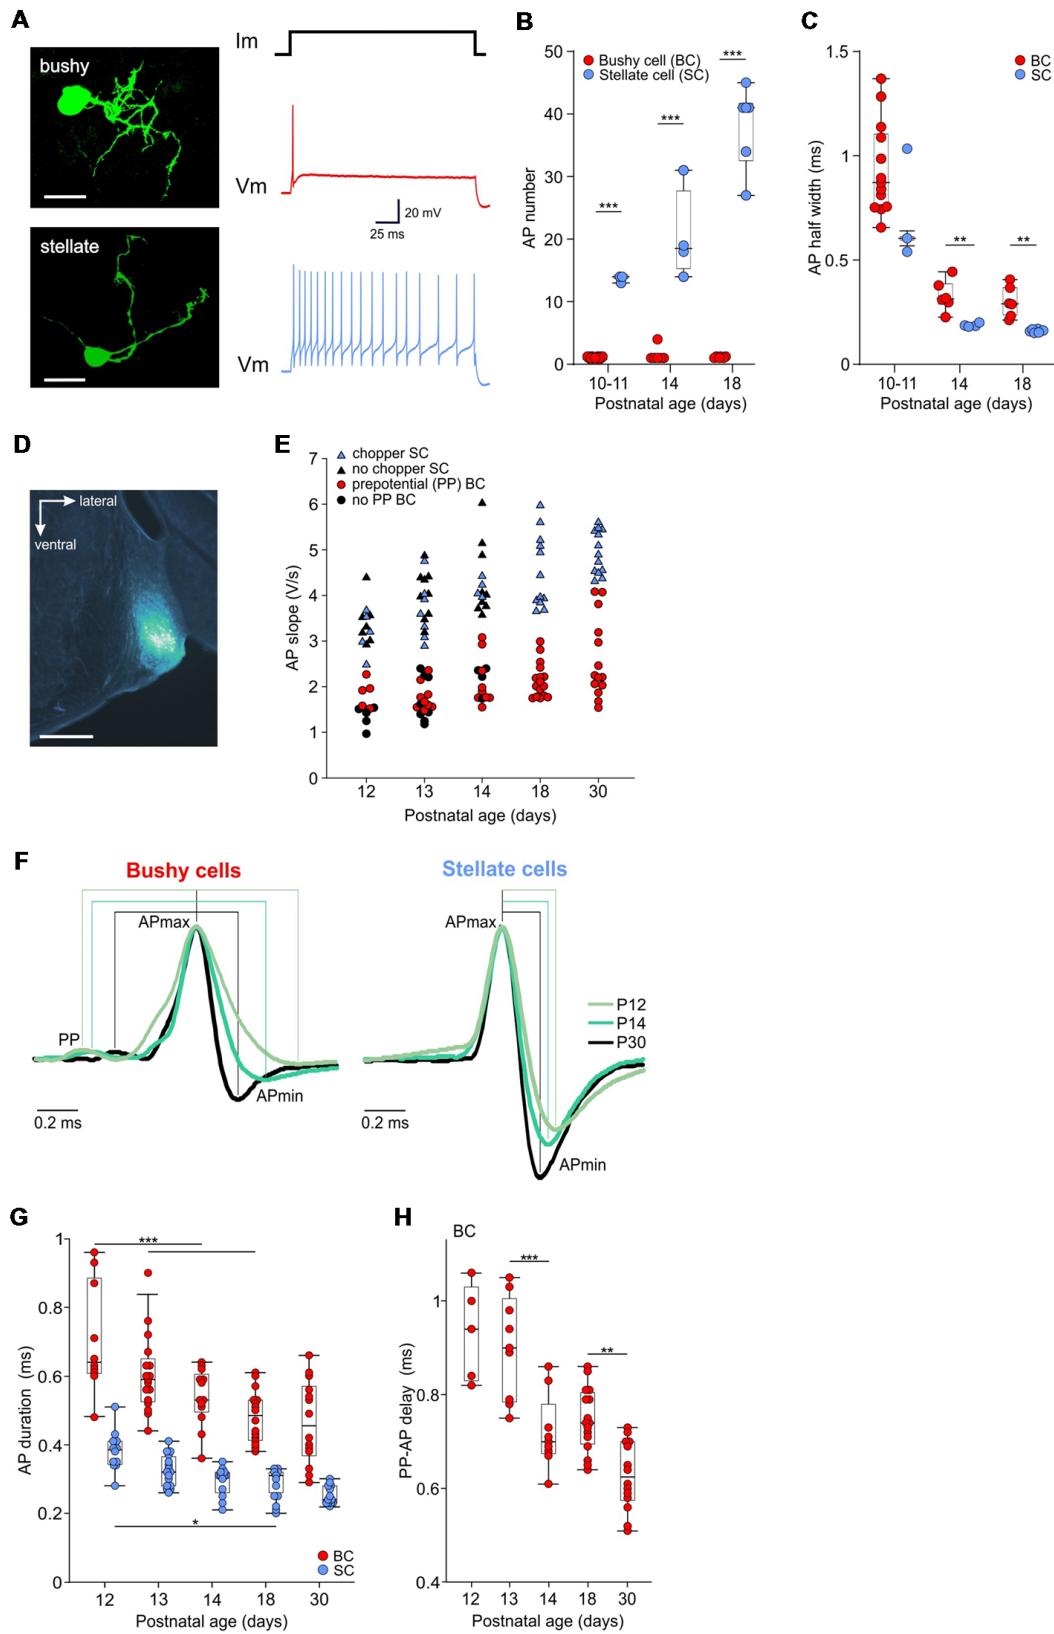 A
bushy
stellate
Im
Vm
20 mV
25 ms
Vm
B
Bushy cell (BC)
Stellate cell (SC)
AP number
50
40
30
20
10
0
***
***
***
10-11
14
18
Postnatal age (days)
C
BC
SC
AP half width (ms)
1.5
1
0.5
0
**
**
10-11
14
18
Postnatal age (days)
D
lateral
ventral
E
chopper SC
no chopper SC
prepotential (PP) BC
no PP BC
AP slope (V/s)
7
6
5
4
3
2
1
0
12
13
14
18
30
Postnatal age (days)
F
Bushy cells
APmax
PP
APmin
0.2 ms
Stellate cells
APmax
P12
P14
P30
APmin
0.2 ms
G
AP duration (ms)
1
0.8
0.6
0.4
0.2
0
***
*
BC
SC
12
13
14
18
30
Postnatal age (days)
H
BC
PP-AP delay (ms)
1
0.8
0.6
0.4
***
**
12
13
14
18
30
Postnatal age (days)